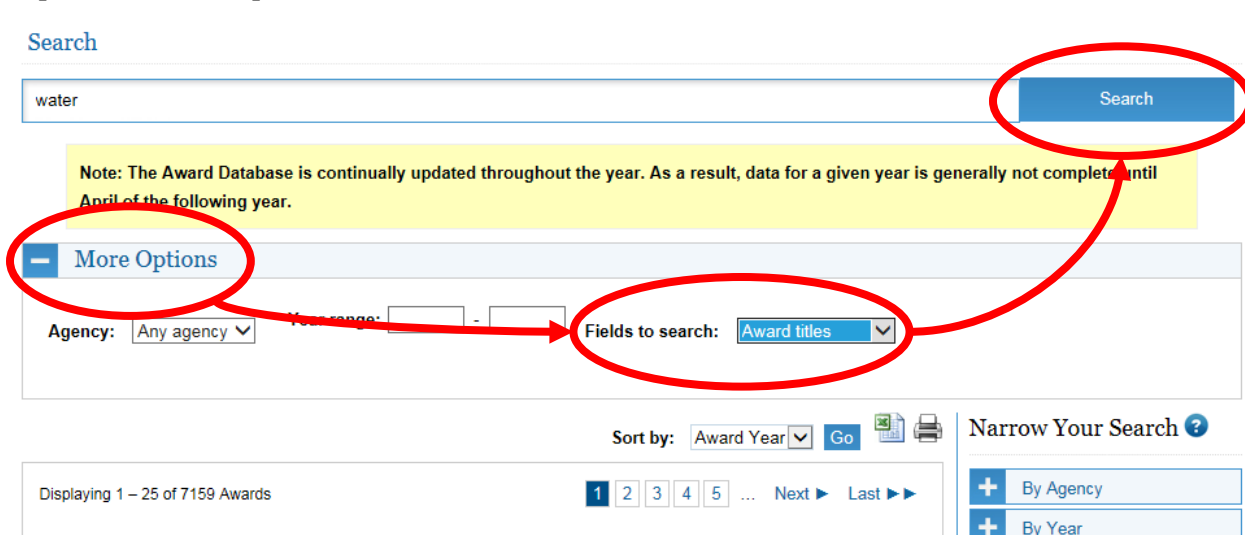 Search
water
Search
Note: The Award Database is continually updated throughout the year. As a result, data for a given year is generally not complete until
April of the following year.
More Options
Agency: Any agency Year range: - Fields to search: Award titles
Sort by: Award Year Go
Narrow Your Search ?
Displaying 1 – 25 of 7159 Awards
1 2 3 4 5 ... Next Last
By Agency
By Year